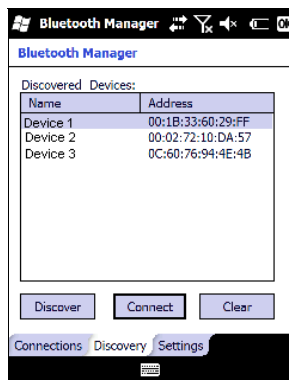 Bluetooth Manager
Bluetooth Manager
Discovered Devices:
Name Address
Device 1 00:1B:33:60:29:FF
Device 2 00:02:72:10:DA:57
Device 3 0C:60:76:94:4E:4B
Discover Connect Clear
Connections Discovery Settings